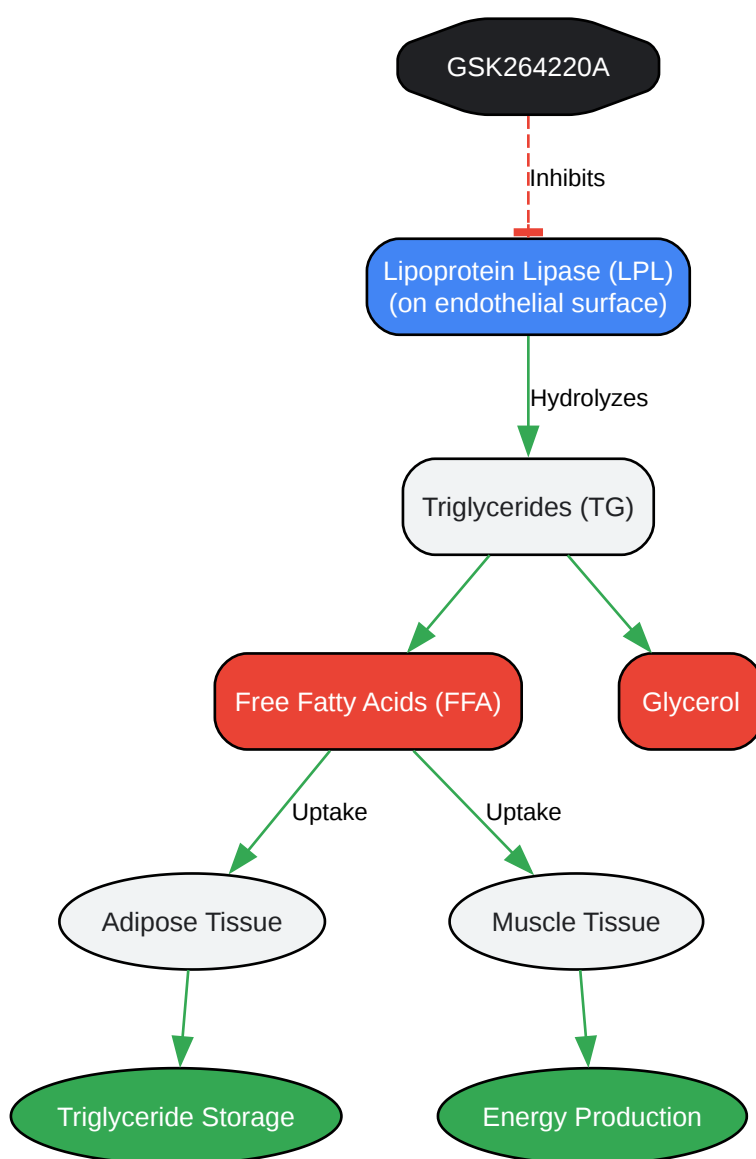 GSK264220A
Inhibits
Lipoprotein Lipase (LPL)
(on endothelial surface)
Hydrolyzes
Triglycerides (TG)
Free Fatty Acids (FFA)
Glycerol
Uptake
Uptake
Adipose Tissue
Muscle Tissue
Triglyceride Storage
Energy Production